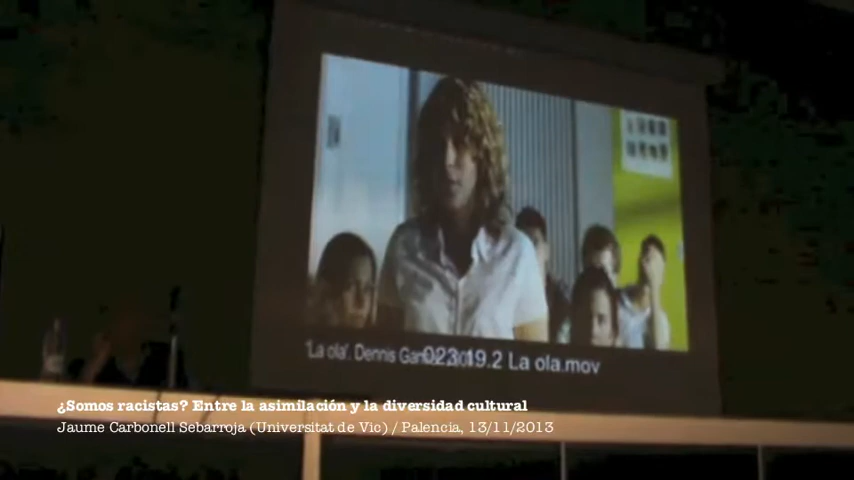 'La ola'. Dennis 023:19.2 La ola.mov
¿Somos racistas? Entre la asimilación y la diversidad cultural
Jaume Carbonell Sebarroja (Universitat de Vic) / Palencia, 13/11/2013